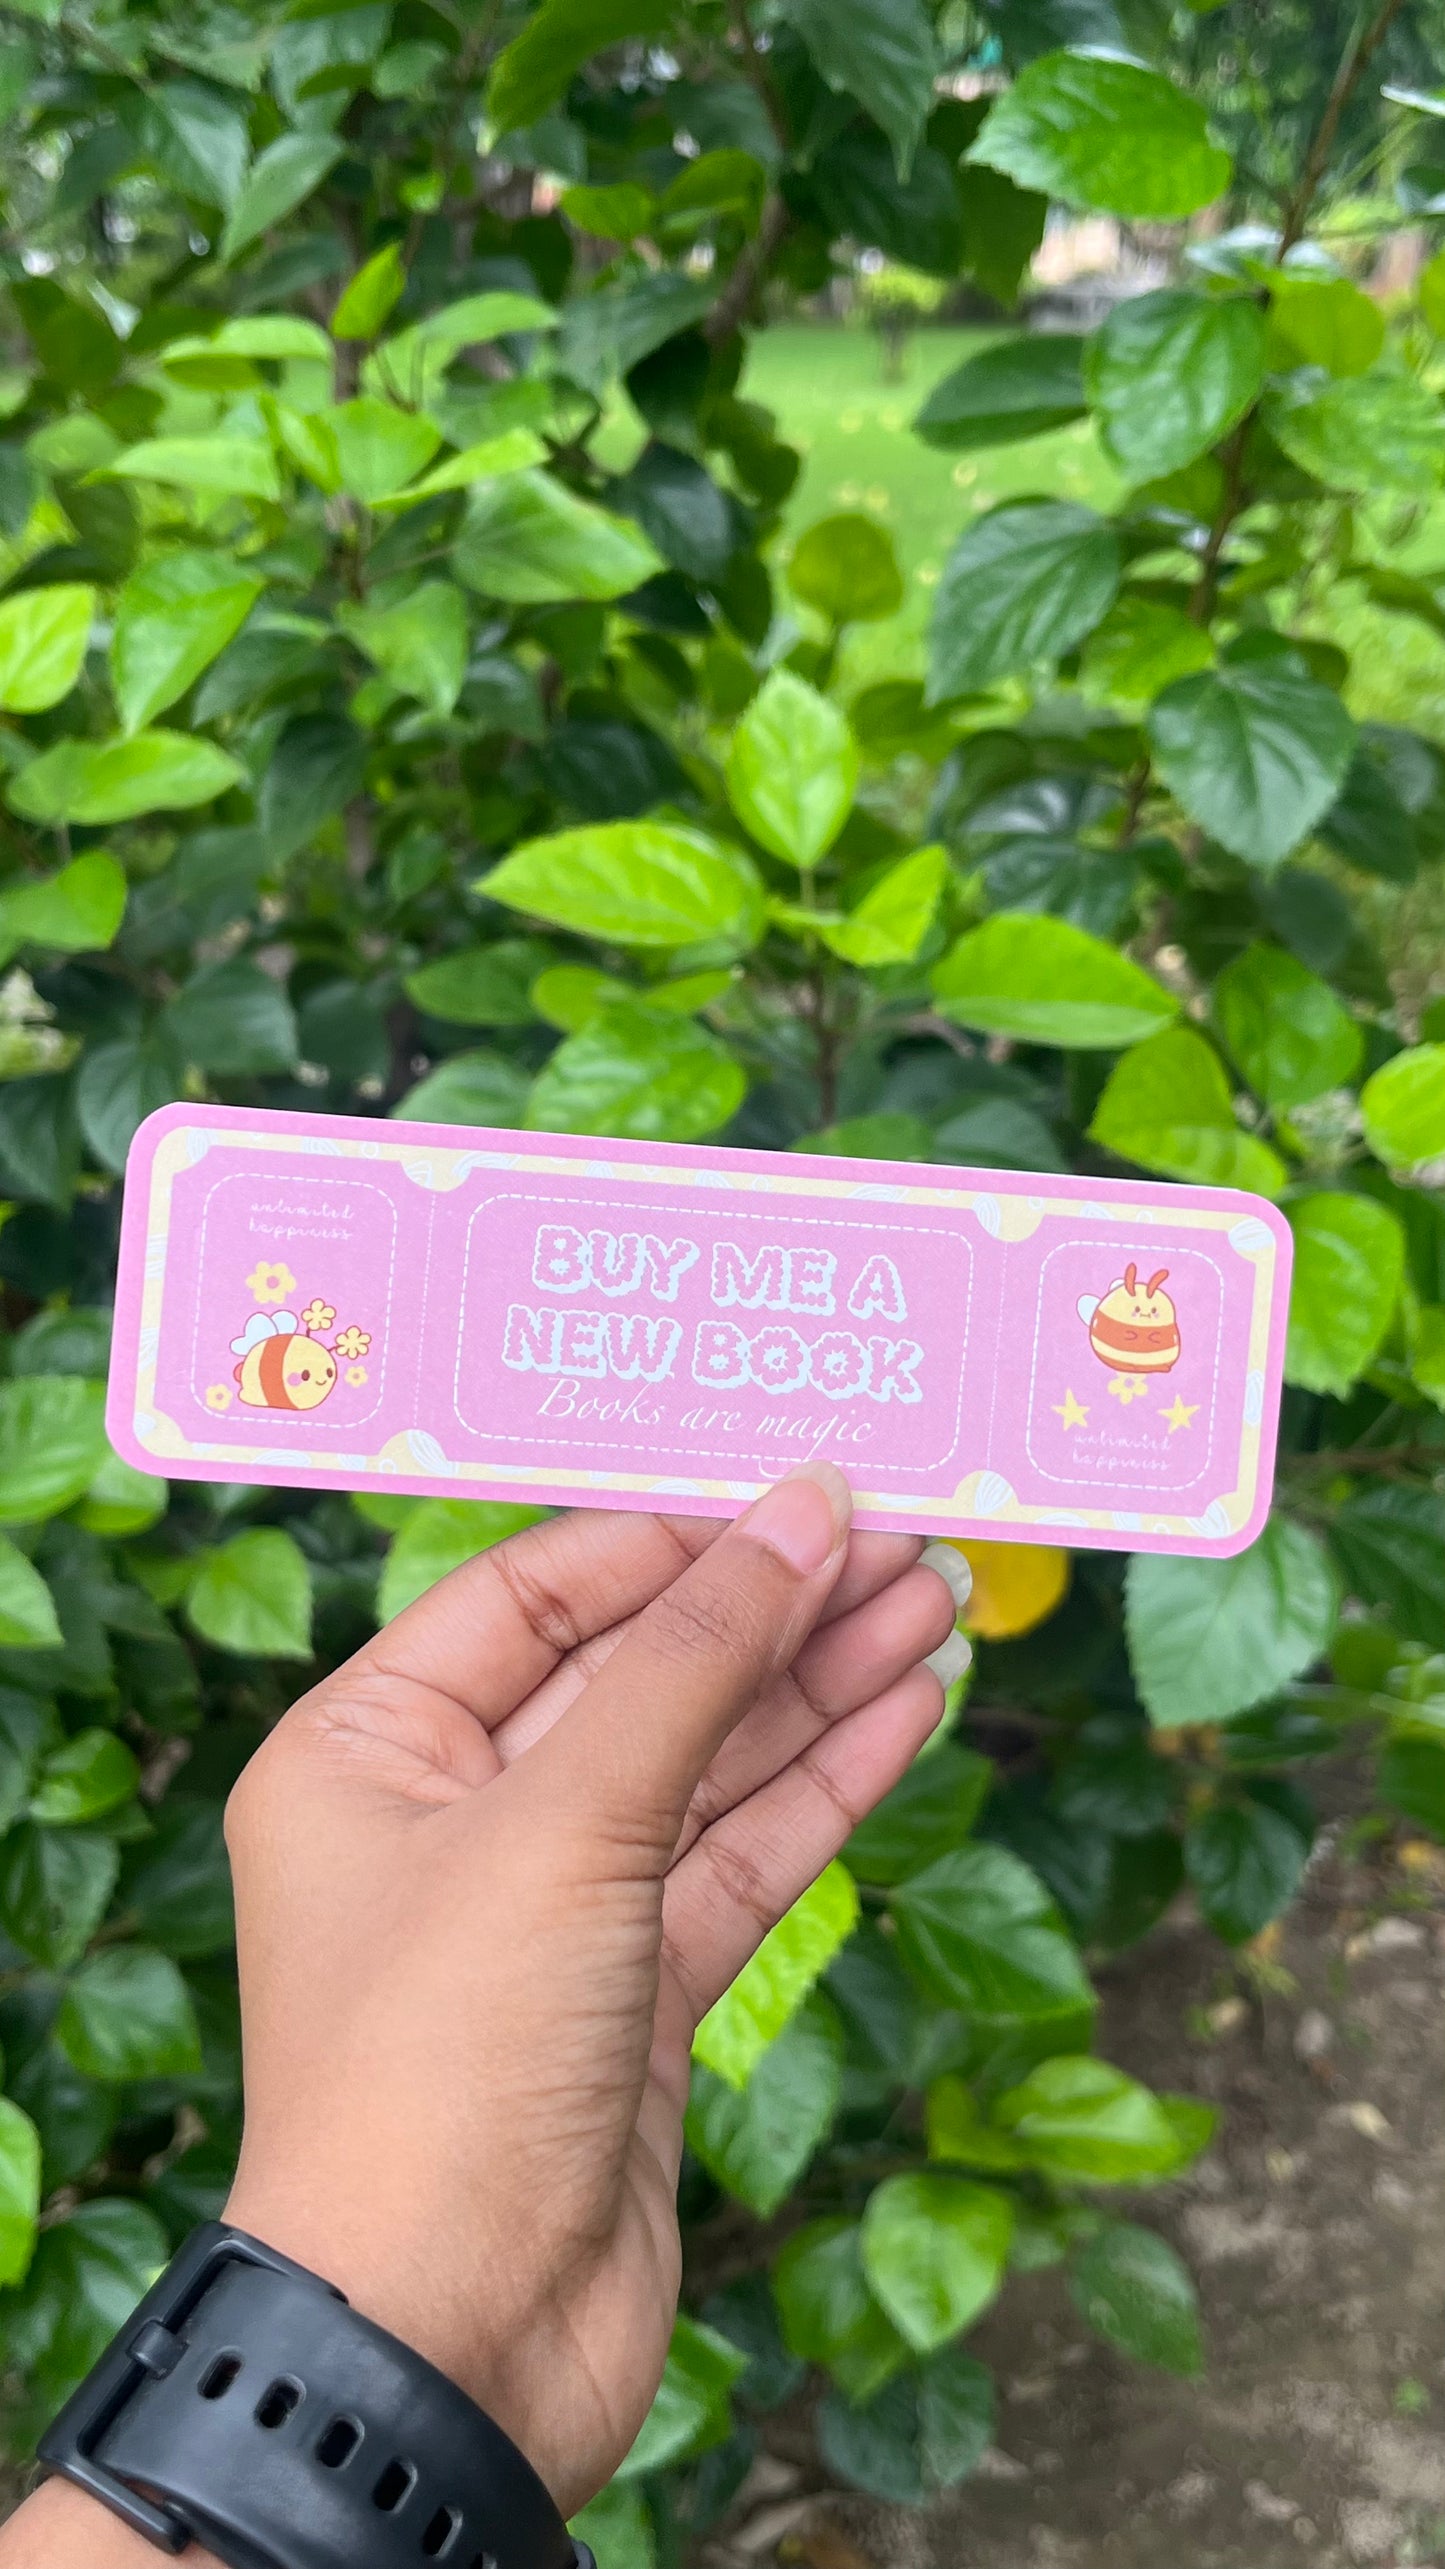 unlimited
happiness
BUY ME A
NEW BOOK
Books are magic
unlimited
happiness